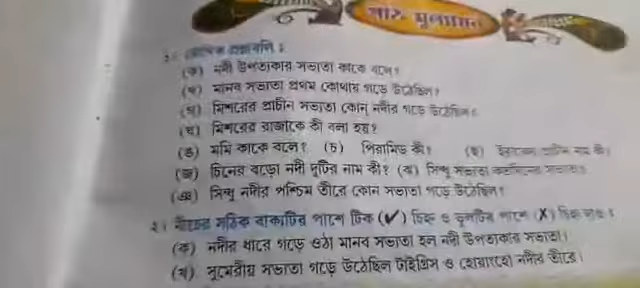 পাঠ মূল্যায়ন
১।
(ক) নদী উপত্যকার সভ্যতা কাকে বলে?
(খ) মানব সভ্যতা প্রথম কোথায় গড়ে উঠেছিল?
(গ) মিশরের প্রাচীন সভ্যতা কোন্ নদীর গড়ে উঠেছিল?
(ঘ) মিশরের রাজাকে কী বলা হয়?
(ঙ) মমি কাকে বলে? (চ) পিরামিড কী? (ছ) প্রাচীন নাম কী?
(জ) চিনের বড়ো নদী দুটির নাম কী? (ঝ) সিন্ধু সভ্যতা
(ঞ) সিন্ধু নদীর পশ্চিম তীরে কোন সভ্যতা গড়ে উঠেছিল?
২। নীচের সঠিক বাক্যটির পাশে টিক (✓) চিহ্ন ও ভুলটির পাশে (✗) চিহ্ন দাও :
(ক) নদীর ধারে গড়ে ওঠা মানব সভ্যতা হল নদী উপত্যকার সভ্যতা।
(খ) সুমেরীয় সভ্যতা গড়ে উঠেছিল টাইগ্রিস ও হোয়াংহো নদীর তীরে।